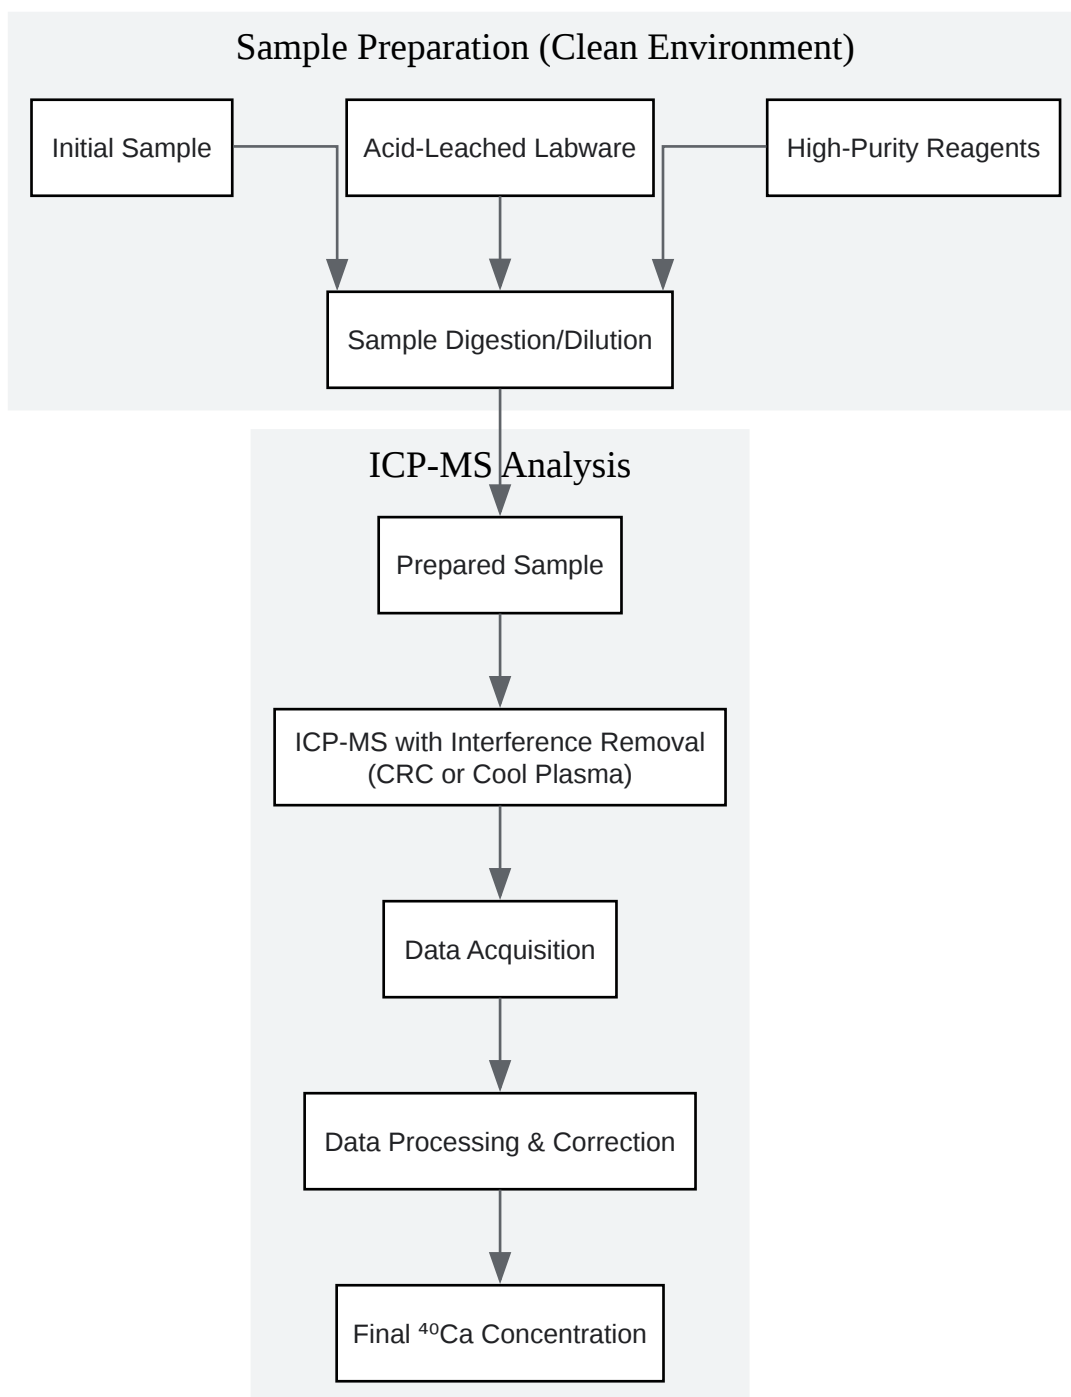 Sample Preparation (Clean Environment)
Initial Sample
Acid-Leached Labware
High-Purity Reagents
Sample Digestion/Dilution
ICP-MS Analysis
Prepared Sample
ICP-MS with Interference Removal
(CRC or Cool Plasma)
Data Acquisition
Data Processing & Correction
Final ⁴⁰Ca Concentration